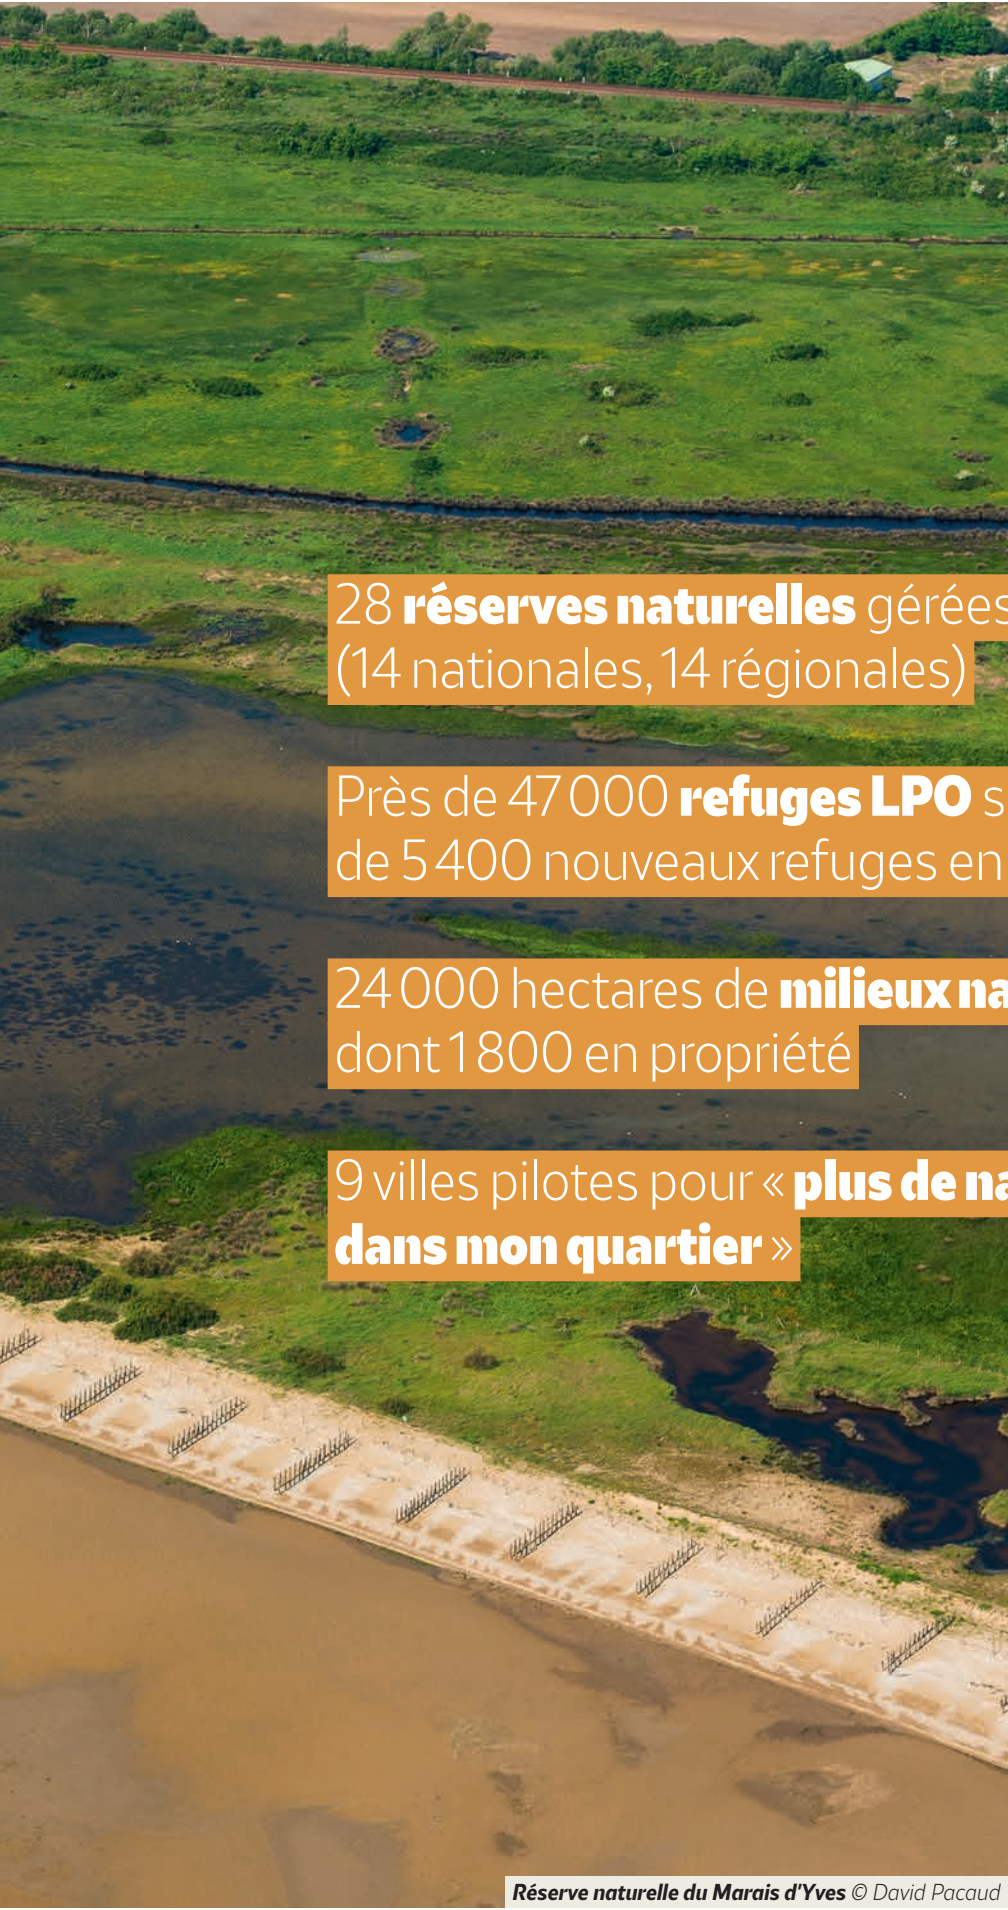 28 réserves naturelles gérées
(14 nationales, 14 régionales)
Près de 47 000 refuges LPO
de 5 400 nouveaux refuges en
24 000 hectares de milieux
dont 1 800 en propriété
9 villes pilotes pour « plus de
dans mon quartier »
Réserve naturelle du Marais d'Yves © David Pacaud